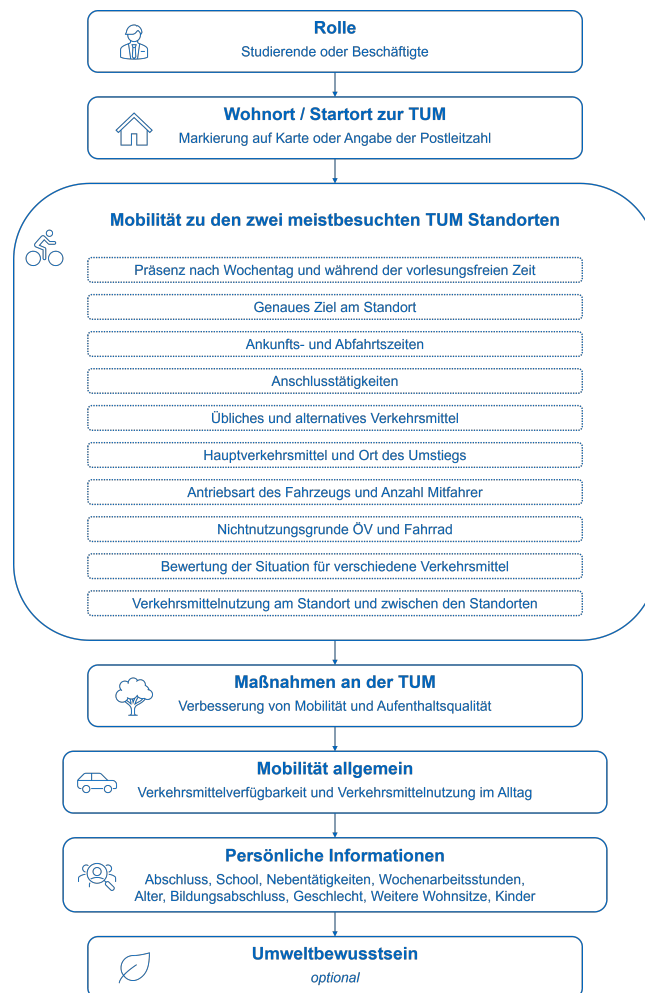 Rolle
Studierende oder Beschäftigte
Wohnort / Startort zur TUM
Markierung auf Karte oder Angabe der Postleitzahl
Mobilität zu den zwei meistbesuchten TUM Standorten
Präsenz nach Wochentag und während der vorlesungsfreien Zeit
Genaues Ziel am Standort
Ankunfts- und Abfahrtszeiten
Anschlusstätigkeiten
Übliches und alternatives Verkehrsmittel
Hauptverkehrsmittel und Ort des Umstiegs
Antriebsart des Fahrzeugs und Anzahl Mitfahrer
Nichtnutzungsgrunde ÖV und Fahrrad
Bewertung der Situation für verschiedene Verkehrsmittel
Verkehrsmittelnutzung am Standort und zwischen den Standorten
Maßnahmen an der TUM
Verbesserung von Mobilität und Aufenthaltsqualität
Mobilität allgemein
Verkehrsmittelverfügbarkeit und Verkehrsmittelnutzung im Alltag
Persönliche Informationen
Abschluss, School, Nebentätigkeiten, Wochenarbeitsstunden,
Alter, Bildungsabschluss, Geschlecht, Weitere Wohnsitze, Kinder
Umweltbewusstsein
optional